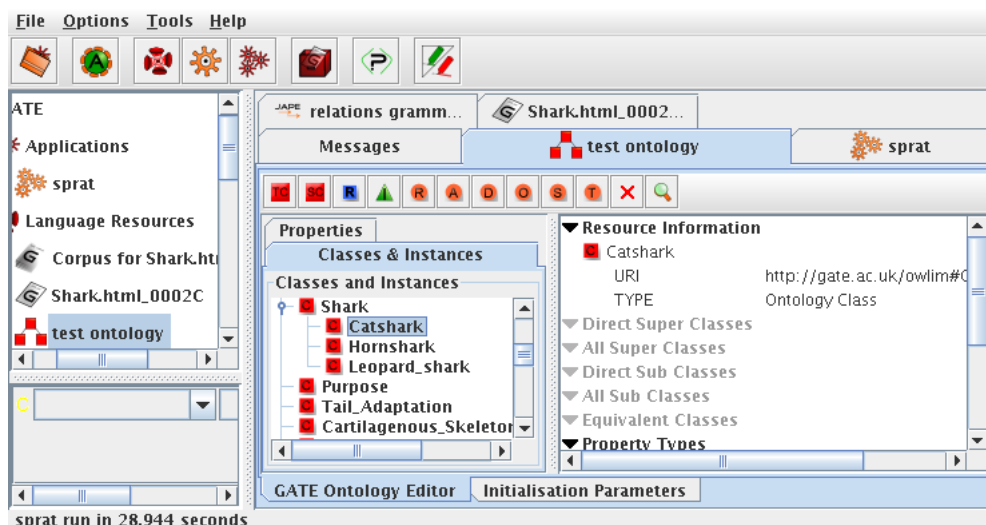 File Options Tools Help
ATE
Applications
sprat
Language Resources
Corpus for Shark.ht
Shark.html_0002C
test ontology
JAPE relations gramm... Shark.html_0002...
Messages test ontology sprat
TC SC R R A D O S T
Properties
Classes & Instances
Classes and Instances
C Shark
C Catshark
C Hornshark
C Leopard_shark
C Purpose
C Tail_Adaptation
C Cartilagenous_Skeleton
Resource Information
C Catshark
URI http://gate.ac.uk/owlim#C
TYPE Ontology Class
Direct Super Classes
All Super Classes
Direct Sub Classes
All Sub Classes
Equivalent Classes
Property Types
C
GATE Ontology Editor Initialisation Parameters
sprat run in 28.944 seconds